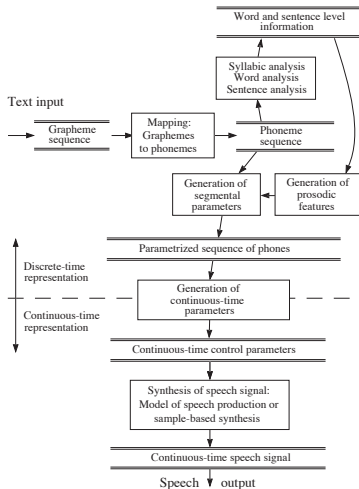 Word and sentence level
information
Syllabic analysis
Word analysis
Sentence analysis
Text input
Grapheme
sequence
Mapping:
Graphemes
to phonemes
Phoneme
sequence
Generation of
segmental
parameters
Generation of
prosodic
features
Parametrized sequence of phones
Discrete-time
representation
Generation of
continuous-time
parameters
Continuous-time
representation
Continuous-time control parameters
Synthesis of speech signal:
Model of speech production or
sample-based synthesis
Continuous-time speech signal
Speech output